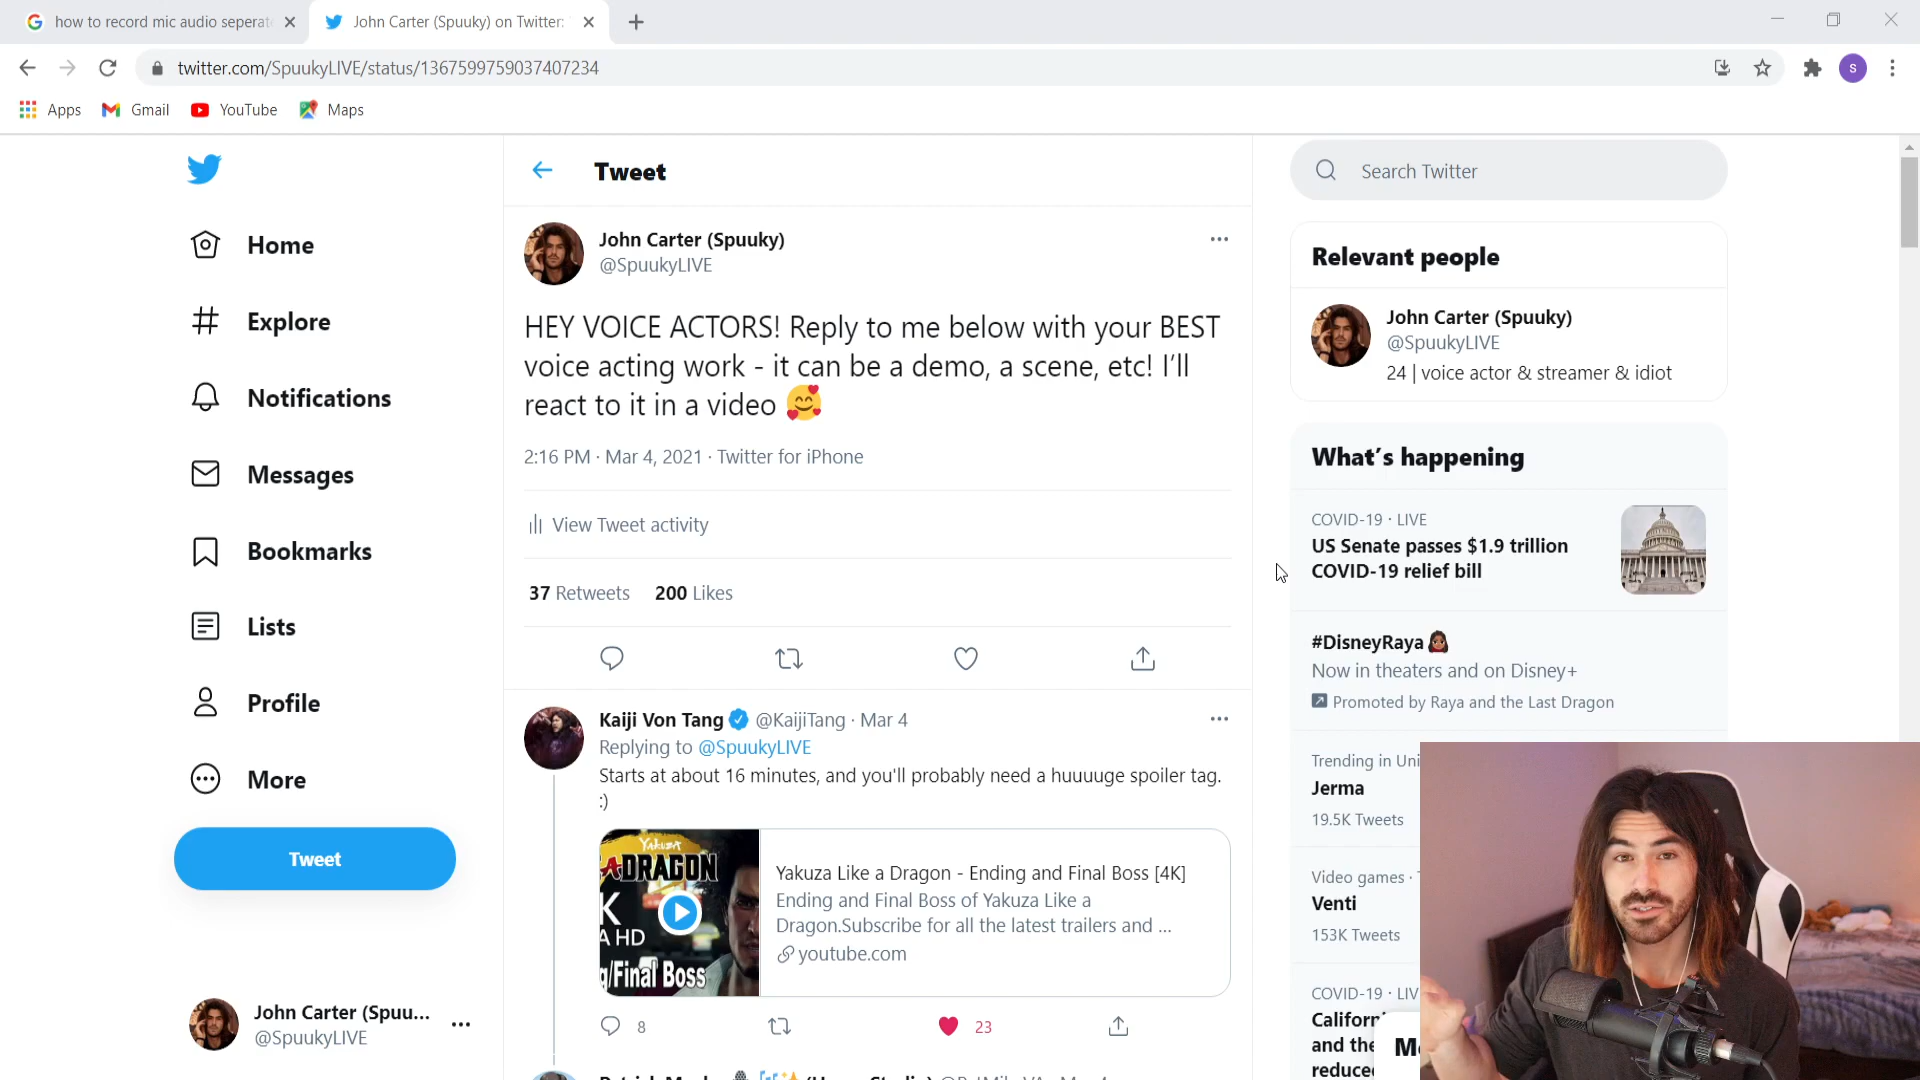 how to record mic audio seperat
John Carter (Spuuky) on Twitter:
twitter.com/SpuukyLIVE/status/1367599759037407234
s
Apps
Gmail
YouTube
Maps
Home
Explore
Notifications
Messages
Bookmarks
Lists
Profile
More
Tweet
John Carter (Spuu...
@SpuukyLIVE
Tweet
John Carter (Spuuky)
@SpuukyLIVE
HEY VOICE ACTORS! Reply to me below with your BEST
voice acting work - it can be a demo, a scene, etc! I'll
react to it in a video 🥰
2:16 PM · Mar 4, 2021 · Twitter for iPhone
View Tweet activity
37 Retweets 200 Likes
Kaiji Von Tang @KaijiTang · Mar 4
Replying to @SpuukyLIVE
Starts at about 16 minutes, and you'll probably need a huuuuge spoiler tag.
:)
YAKUZA
ADRAGON
K
A HD
g/Final Boss
Yakuza Like a Dragon - Ending and Final Boss [4K]
Ending and Final Boss of Yakuza Like a
Dragon.Subscribe for all the latest trailers and ...
youtube.com
8
23
Search Twitter
Relevant people
John Carter (Spuuky)
@SpuukyLIVE
24 | voice actor & streamer & idiot
What's happening
COVID-19 · LIVE
US Senate passes $1.9 trillion
COVID-19 relief bill
#DisneyRaya
Now in theaters and on Disney+
Promoted by Raya and the Last Dragon
Trending in Uni
Jerma
19.5K Tweets
Video games ·
Venti
153K Tweets
COVID-19 · LIV
Californ
and the
reduce
M